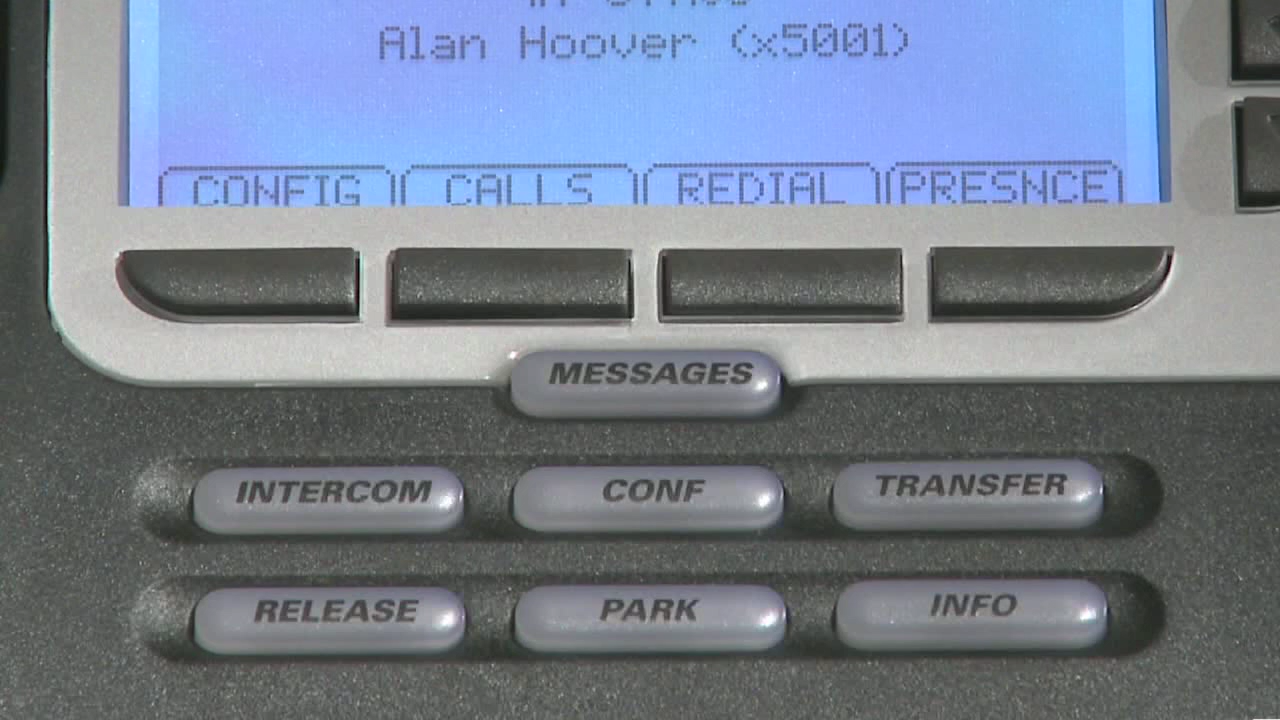 Alan Hoover (x5001)
CONFIG CALLS REDIAL PRESNCE
MESSAGES
INTERCOM CONF TRANSFER
RELEASE PARK INFO